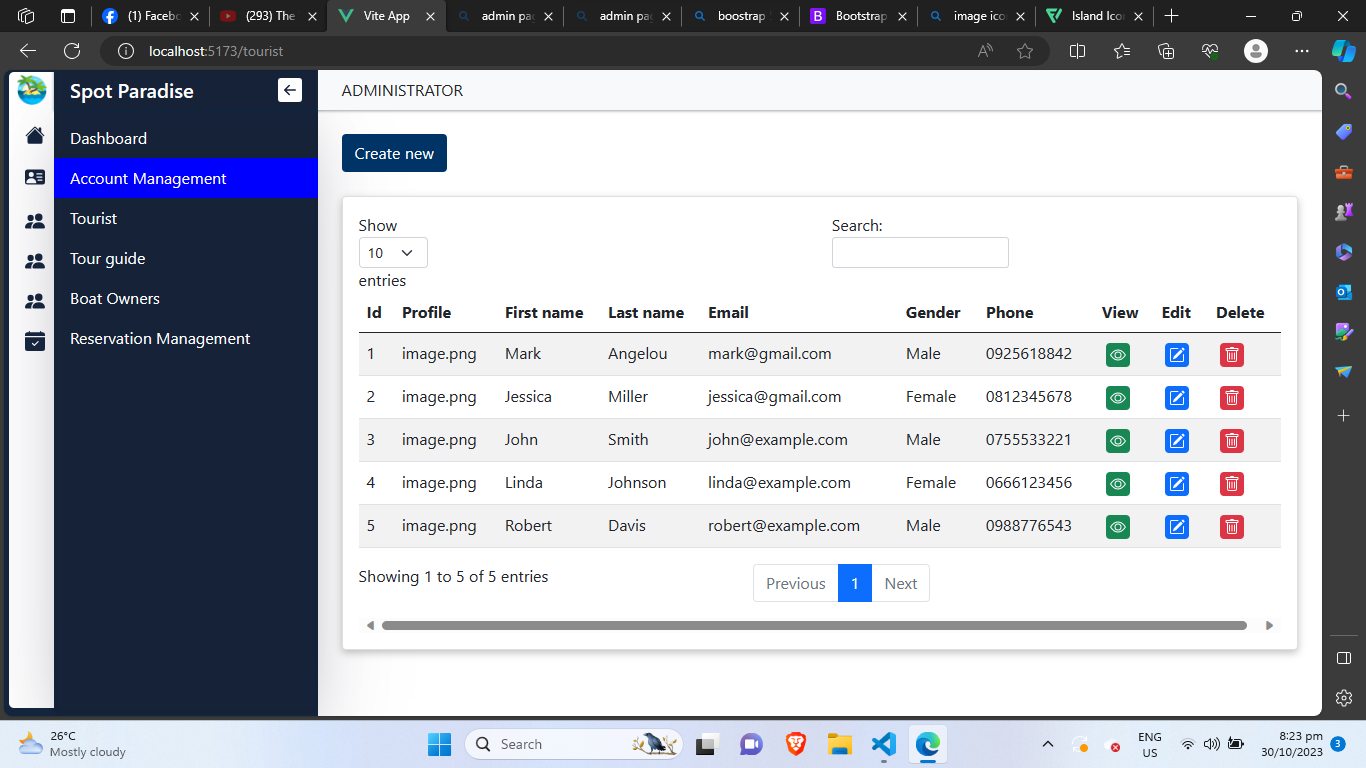 (1) Facebo
(293) The
Vite App
admin pag
admin pag
boostrap
Bootstrap
image ico
Island Ico
localhost:5173/tourist
Spot Paradise
ADMINISTRATOR
Dashboard
Account Management
Tourist
Tour guide
Boat Owners
Reservation Management
Create new
Show
Search:
10
entries
Id Profile First name Last name Email Gender Phone View Edit Delete
1 image.png Mark Angelou mark@gmail.com Male 0925618842
2 image.png Jessica Miller jessica@gmail.com Female 0812345678
3 image.png John Smith john@example.com Male 0755533221
4 image.png Linda Johnson linda@example.com Female 0666123456
5 image.png Robert Davis robert@example.com Male 0988776543
Showing 1 to 5 of 5 entries
Previous 1 Next
26°C
Mostly cloudy
Search
ENG
US
8:23 pm
30/10/2023
3